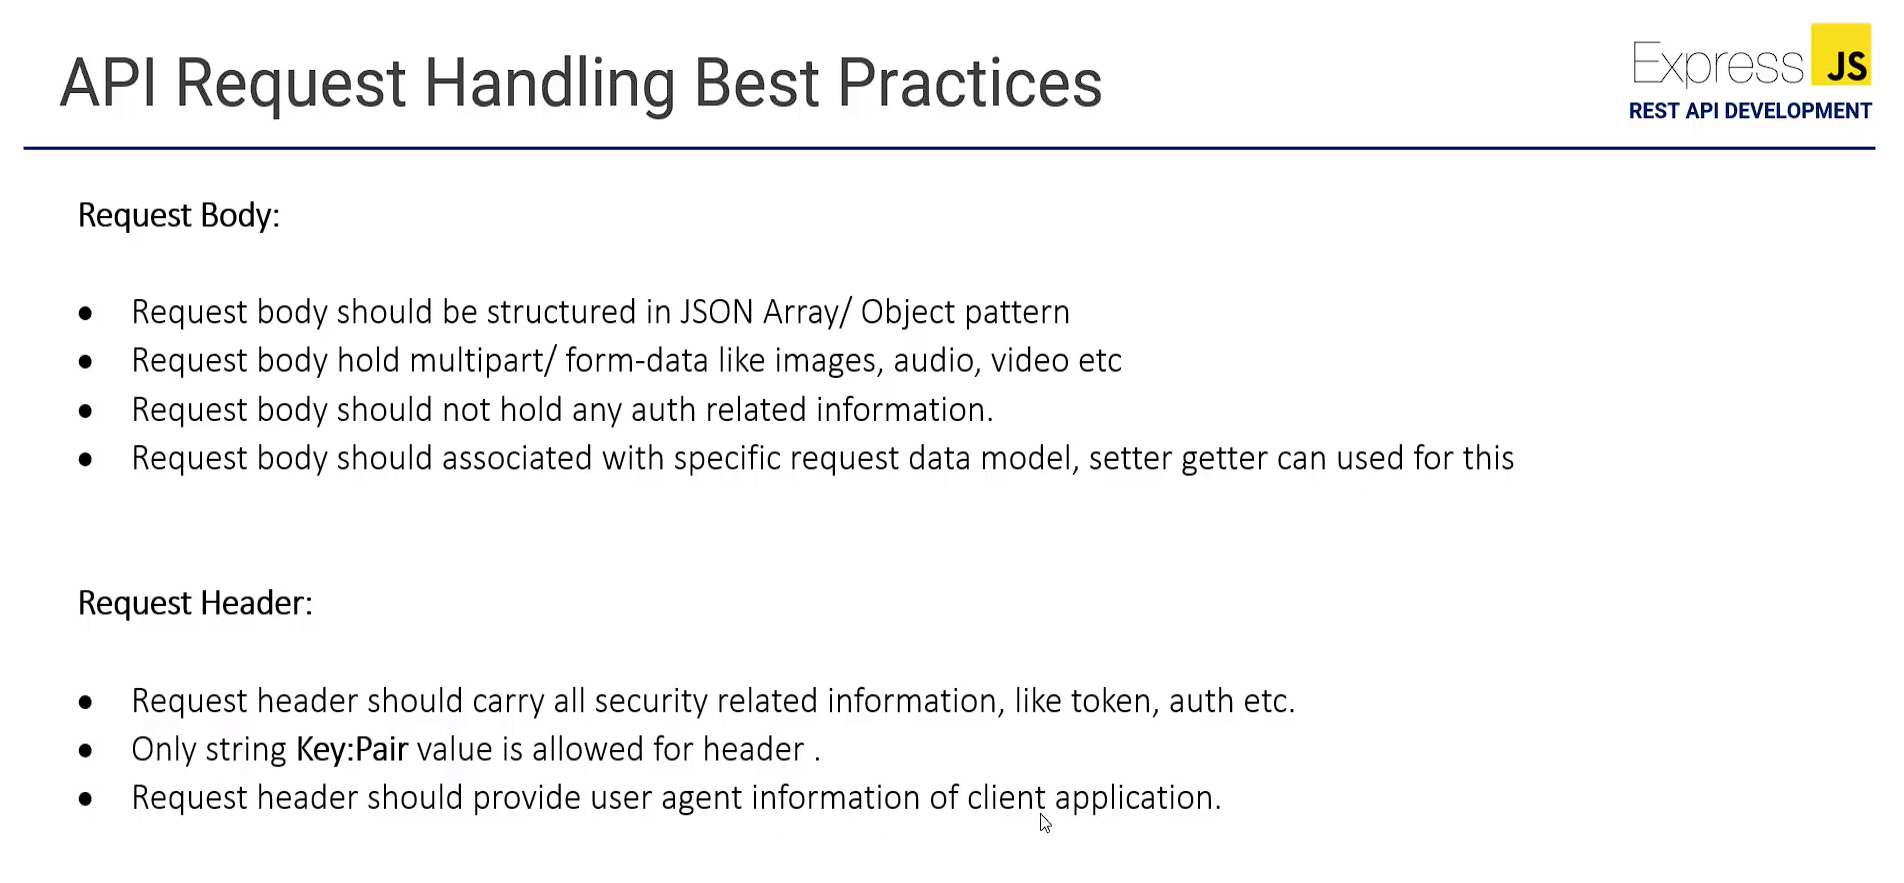 API Request Handling Best Practices
Express JS
REST API DEVELOPMENT
Request Body:
• Request body should be structured in JSON Array/ Object pattern
• Request body hold multipart/ form-data like images, audio, video etc
• Request body should not hold any auth related information.
• Request body should associated with specific request data model, setter getter can used for this
Request Header:
• Request header should carry all security related information, like token, auth etc.
• Only string Key:Pair value is allowed for header .
• Request header should provide user agent information of client application.